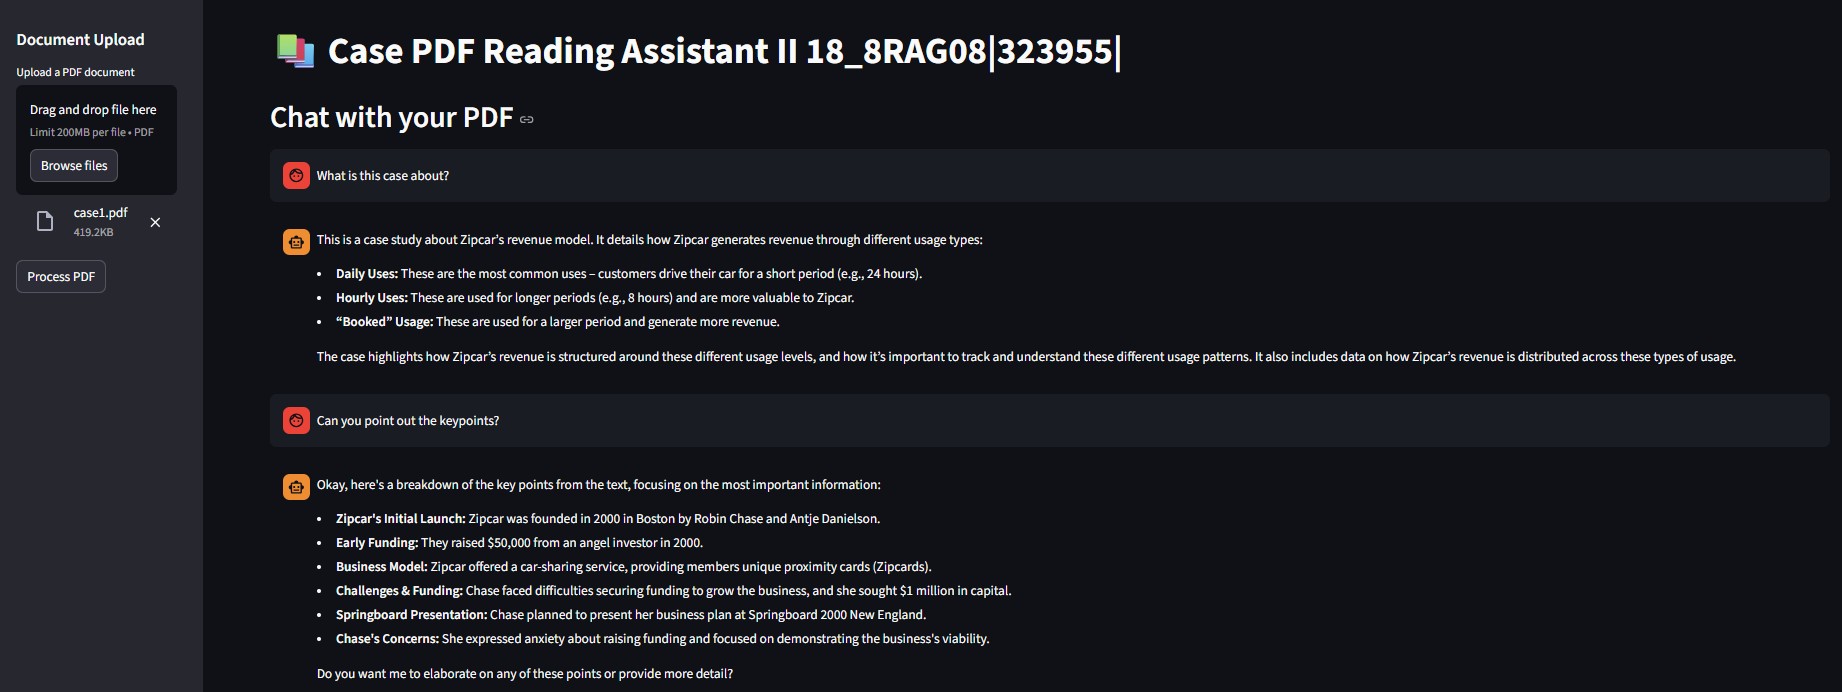 Document Upload
Upload a PDF document
Drag and drop file here
Limit 200MB per file • PDF
Browse files
case1.pdf
419.2KB
Process PDF
Case PDF Reading Assistant II 18_8RAG08|323955|
Chat with your PDF
What is this case about?
This is a case study about Zipcar’s revenue model. It details how Zipcar generates revenue through different usage types:
• Daily Uses: These are the most common uses – customers drive their car for a short period (e.g., 24 hours).
• Hourly Uses: These are used for longer periods (e.g., 8 hours) and are more valuable to Zipcar.
• “Booked” Usage: These are used for a larger period and generate more revenue.
The case highlights how Zipcar’s revenue is structured around these different usage levels, and how it’s important to track and understand these different usage patterns. It also includes data on how Zipcar’s revenue is distributed across these types of usage.
Can you point out the keypoints?
Okay, here's a breakdown of the key points from the text, focusing on the most important information:
• Zipcar's Initial Launch: Zipcar was founded in 2000 in Boston by Robin Chase and Antje Danielson.
• Early Funding: They raised $50,000 from an angel investor in 2000.
• Business Model: Zipcar offered a car-sharing service, providing members unique proximity cards (Zipcards).
• Challenges & Funding: Chase faced difficulties securing funding to grow the business, and she sought $1 million in capital.
• Springboard Presentation: Chase planned to present her business plan at Springboard 2000 New England.
• Chase's Concerns: She expressed anxiety about raising funding and focused on demonstrating the business's viability.
Do you want me to elaborate on any of these points or provide more detail?